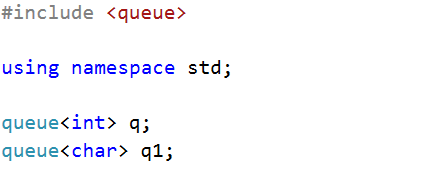 #include <queue>
using namespace std;
queue<int> q;
queue<char> q1;